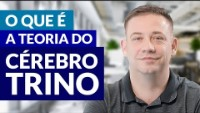 O QUE É
A TEORIA DO
CÉREBRO
TRINO